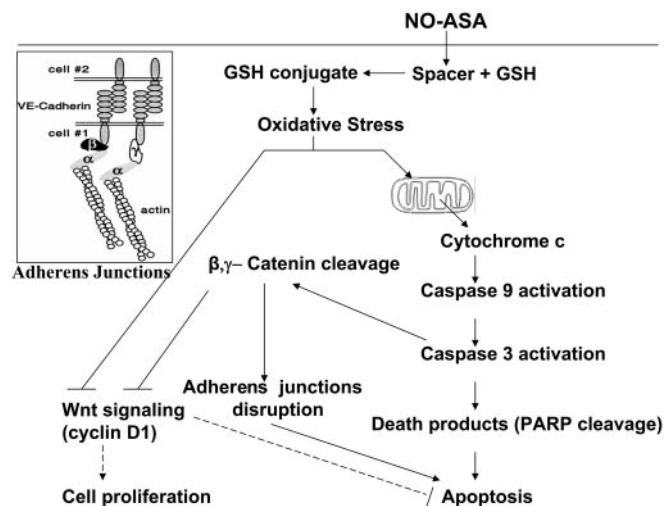 NO-ASA
GSH conjugate
Spacer + GSH
Oxidative Stress
cell #2
VE-Cadherin
cell #1
β
γ
α
α
actin
Adherens Junctions
Cytochrome c
β,γ– Catenin cleavage
Caspase 9 activation
Caspase 3 activation
Adherens junctions
disruption
Wnt signaling
(cyclin D1)
Death products (PARP cleavage)
Cell proliferation
Apoptosis